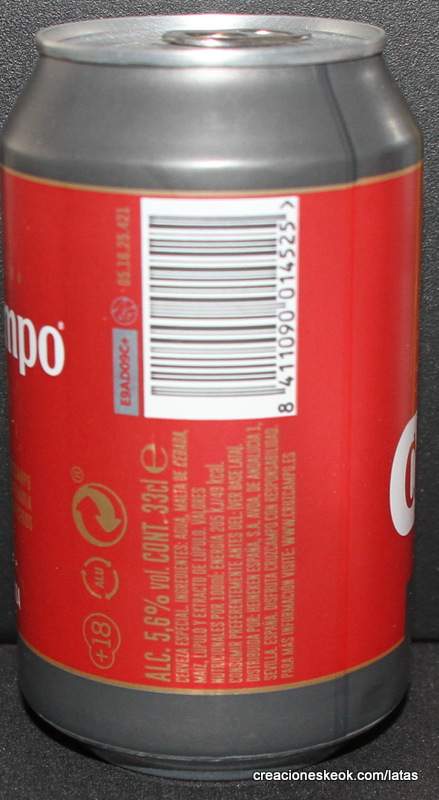 mpo®
05.18.25.421
E9AD09C+
8 411090 014525 >
+18
alu
®
ALC. 5,6% vol. CONT. 33cl e
CERVEZA ESPECIAL. INGREDIENTES: AGUA, MALTA DE CEBADA,
MAÍZ, LÚPULO Y EXTRACTO DE LÚPULO. VALORES
NUTRICIONALES POR 100ml: ENERGÍA 205 kJ/49 kcal.
CONSUMIR PREFERENTEMENTE ANTES DEL: (VER BASE LATA).
DISTRIBUIDA POR: HEINEKEN ESPAÑA, S.A. AVDA. DE ANDALUCÍA 1,
SEVILLA. ESPAÑA. DISFRUTA CRUZCAMPO CON RESPONSABILIDAD.
PARA MÁS INFORMACIÓN VISITE: WWW.CRUZCAMPO.ES
creacioneskeok.com/latas